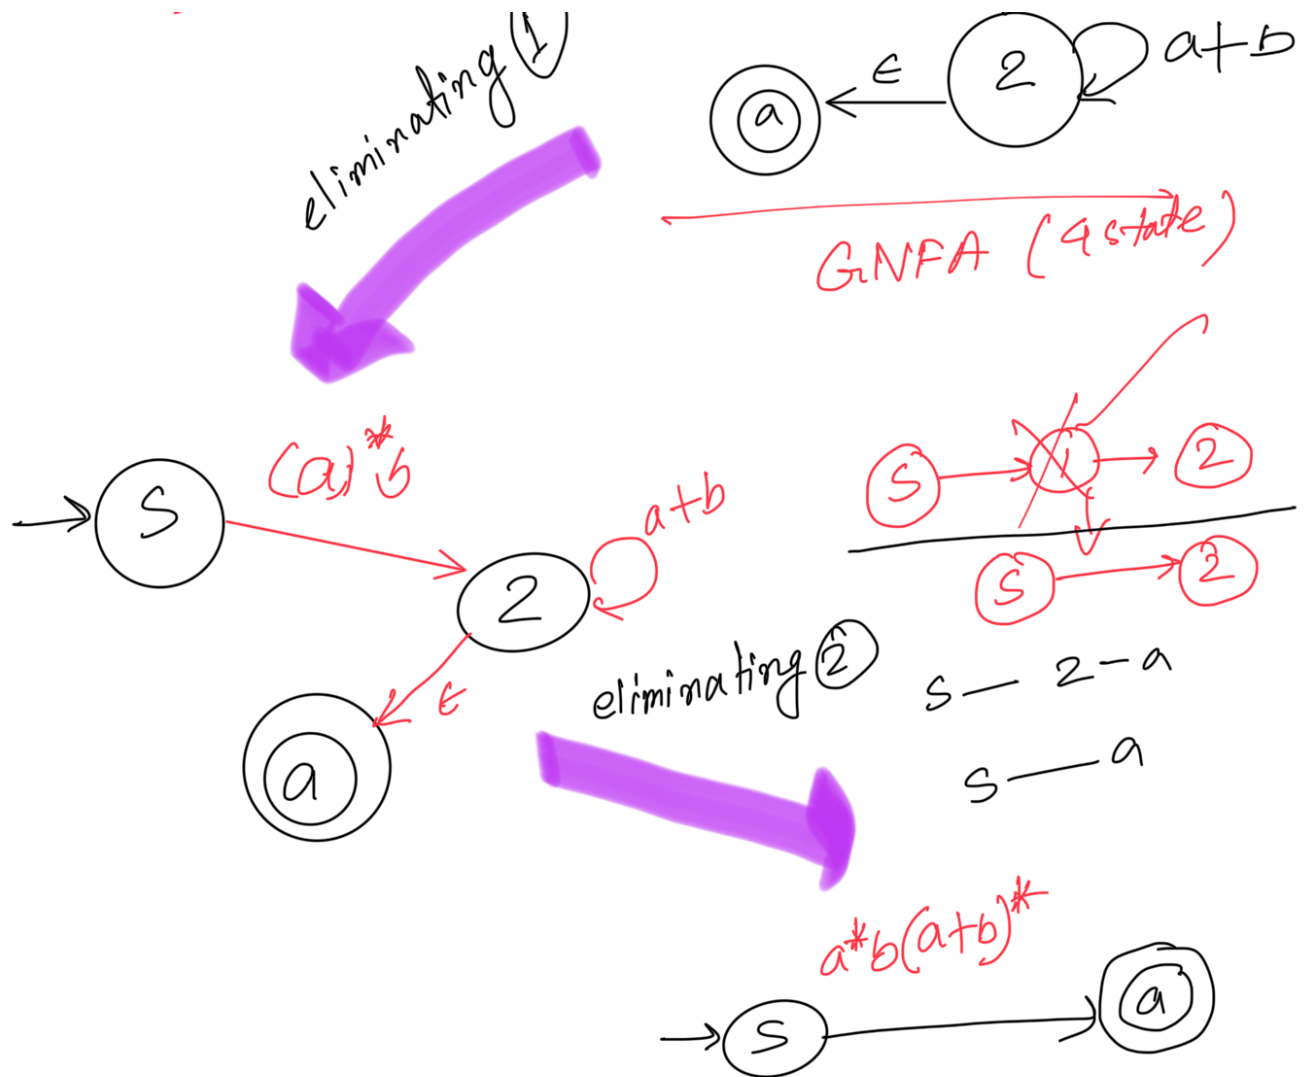 eliminating 1
a
ϵ
2
a+b
GNFA (4 state)
S
(a)*b
2
a+b
ϵ
a
S
1
2
S
2
eliminating 2
S — 2 - a
S — a
a*b(a+b)*
S
a